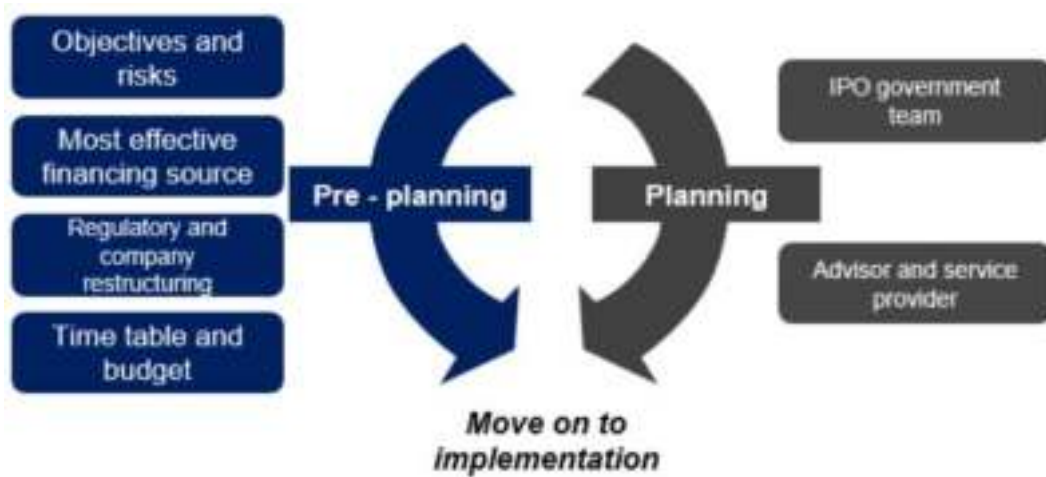 Objectives and
risks
Most effective
financing source
Regulatory and
company
restructuring
Time table and
budget
Pre - planning
Planning
IPO government
team
Advisor and service
provider
Move on to
implementation